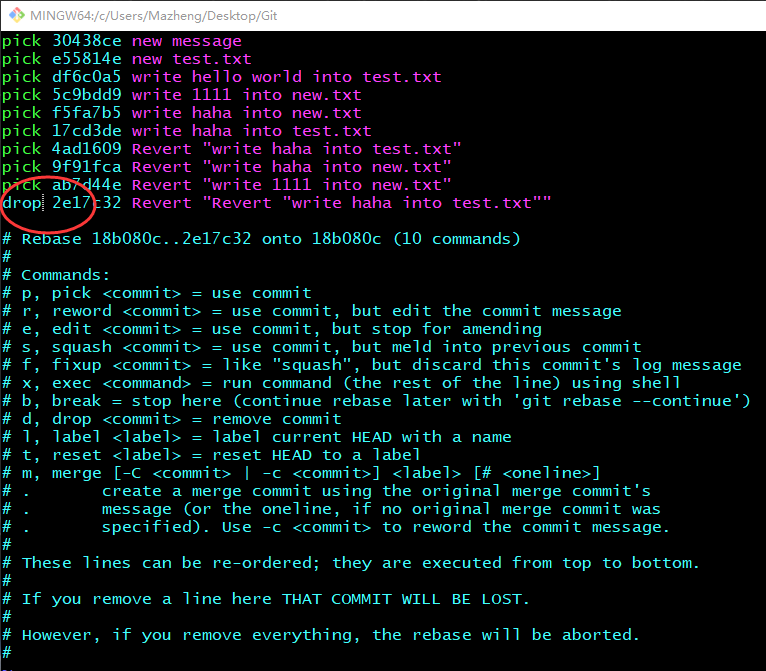 MINGW64:/c/Users/Mazheng/Desktop/Git
pick 30438ce new message
pick e55814e new test.txt
pick df6c0a5 write hello world into test.txt
pick 5c9bdd9 write 1111 into new.txt
pick f5fa7b5 write haha into new.txt
pick 17cd3de write haha into test.txt
pick 4ad1609 Revert "write haha into test.txt"
pick 9f91fca Revert "write haha into new.txt"
pick ab7d44e Revert "write 1111 into new.txt"
drop 2e17c32 Revert "Revert "write haha into test.txt""
# Rebase 18b080c..2e17c32 onto 18b080c (10 commands)
#
# Commands:
# p, pick <commit> = use commit
# r, reword <commit> = use commit, but edit the commit message
# e, edit <commit> = use commit, but stop for amending
# s, squash <commit> = use commit, but meld into previous commit
# f, fixup <commit> = like "squash", but discard this commit's log message
# x, exec <command> = run command (the rest of the line) using shell
# b, break = stop here (continue rebase later with 'git rebase --continue')
# d, drop <commit> = remove commit
# l, label <label> = label current HEAD with a name
# t, reset <label> = reset HEAD to a label
# m, merge [-C <commit> | -c <commit>] <label> [# <oneline>]
# .       create a merge commit using the original merge commit's
# .       message (or the oneline, if no original merge commit was
# .       specified). Use -c <commit> to reword the commit message.
#
# These lines can be re-ordered; they are executed from top to bottom.
#
# If you remove a line here THAT COMMIT WILL BE LOST.
#
# However, if you remove everything, the rebase will be aborted.
#